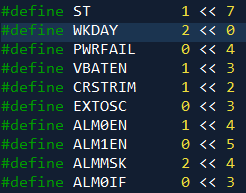 #define ST 1 << 7
#define WKDAY 2 << 0
#define PWRFAIL 0 << 4
#define VBATEN 1 << 3
#define CRSTRIM 1 << 2
#define EXTOSC 0 << 3
#define ALM0EN 1 << 4
#define ALM1EN 0 << 5
#define ALMMSK 2 << 4
#define ALM0IF 0 << 3